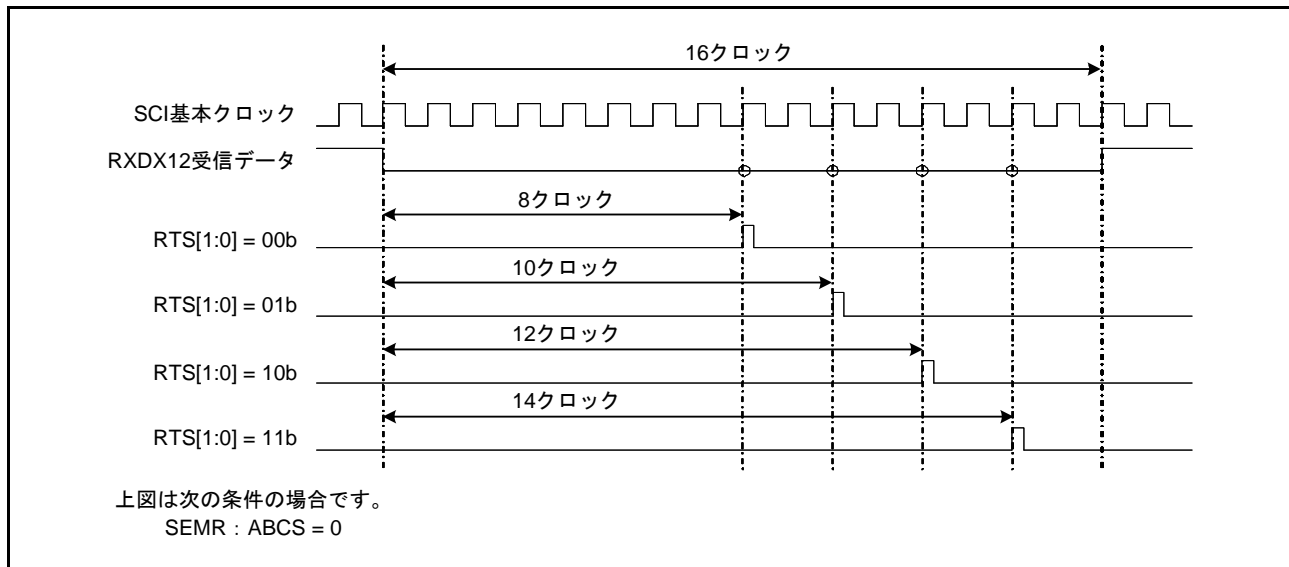 16クロック
SCI基本クロック
RXDX12受信データ
8クロック
RTS[1:0] = 00b
10クロック
RTS[1:0] = 01b
12クロック
RTS[1:0] = 10b
14クロック
RTS[1:0] = 11b
上図は次の条件の場合です。
SEMR：ABCS = 0